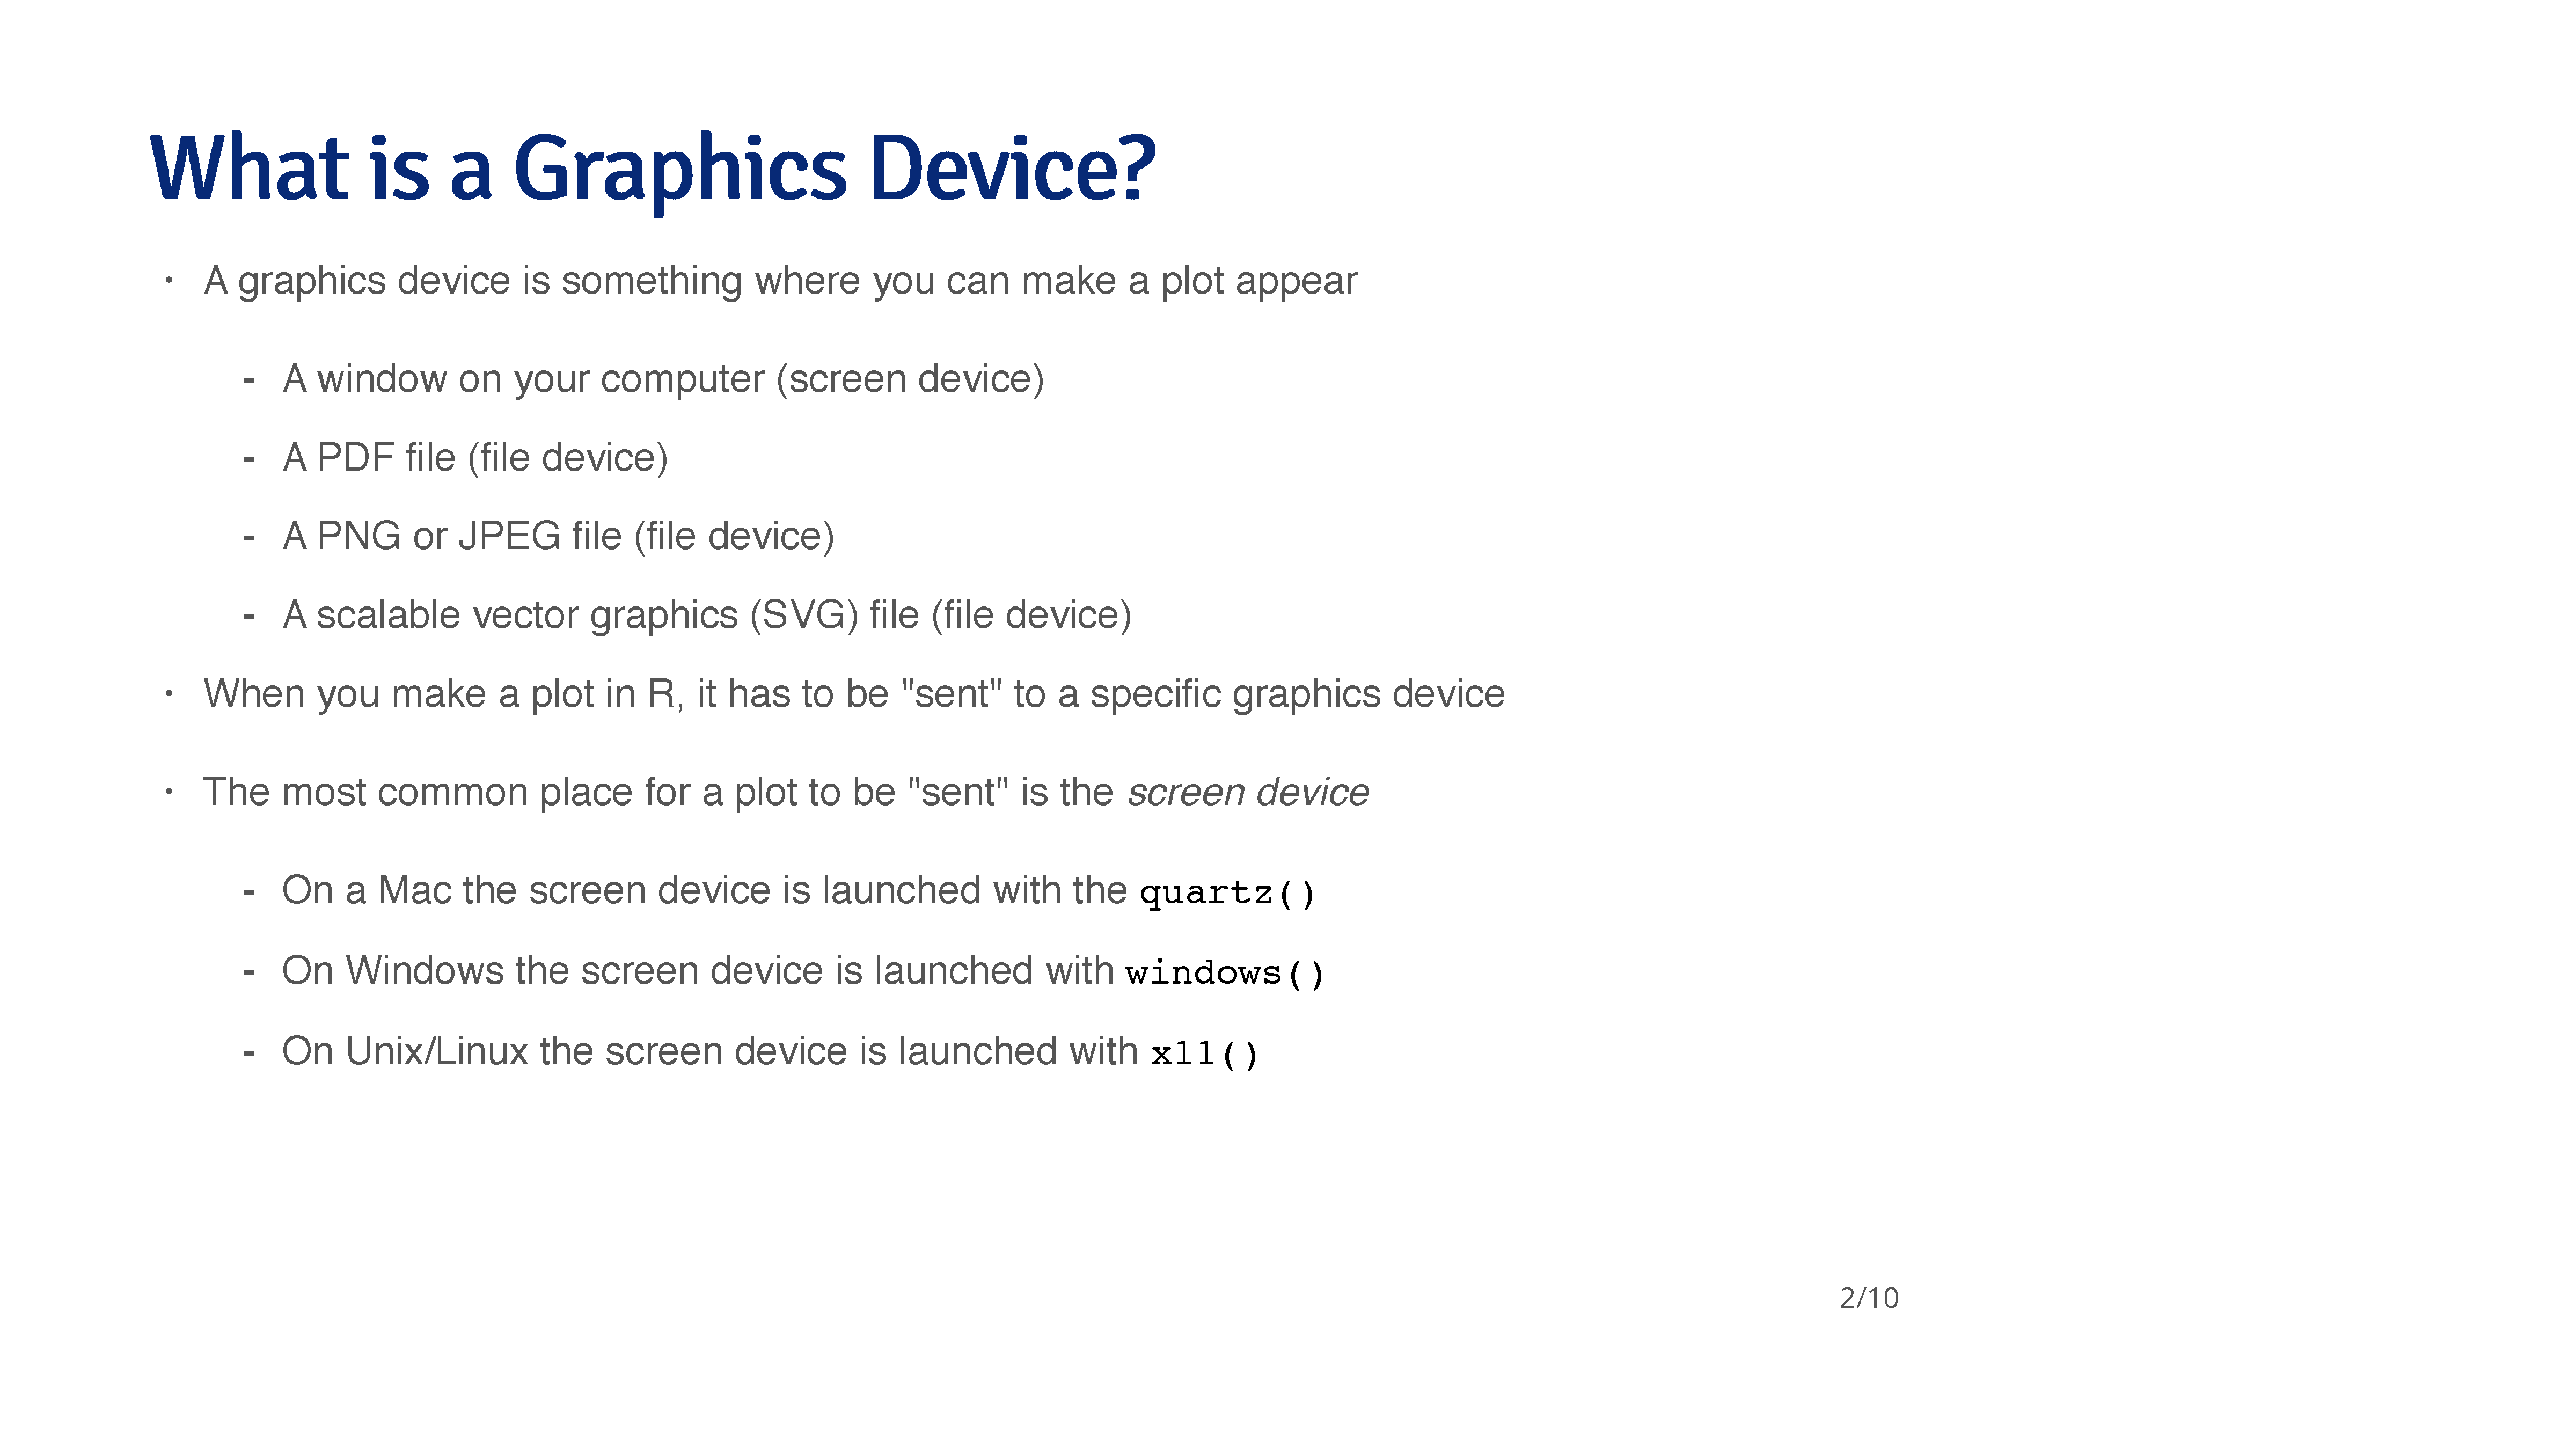 What is a Graphics Device?
· A graphics device is something where you can make a plot appear
- A window on your computer (screen device)
- A PDF file (file device)
- A PNG or JPEG file (file device)
- A scalable vector graphics (SVG) file (file device)
· When you make a plot in R, it has to be "sent" to a specific graphics device
· The most common place for a plot to be "sent" is the screen device
- On a Mac the screen device is launched with the quartz()
- On Windows the screen device is launched with windows()
- On Unix/Linux the screen device is launched with x11()
2/10